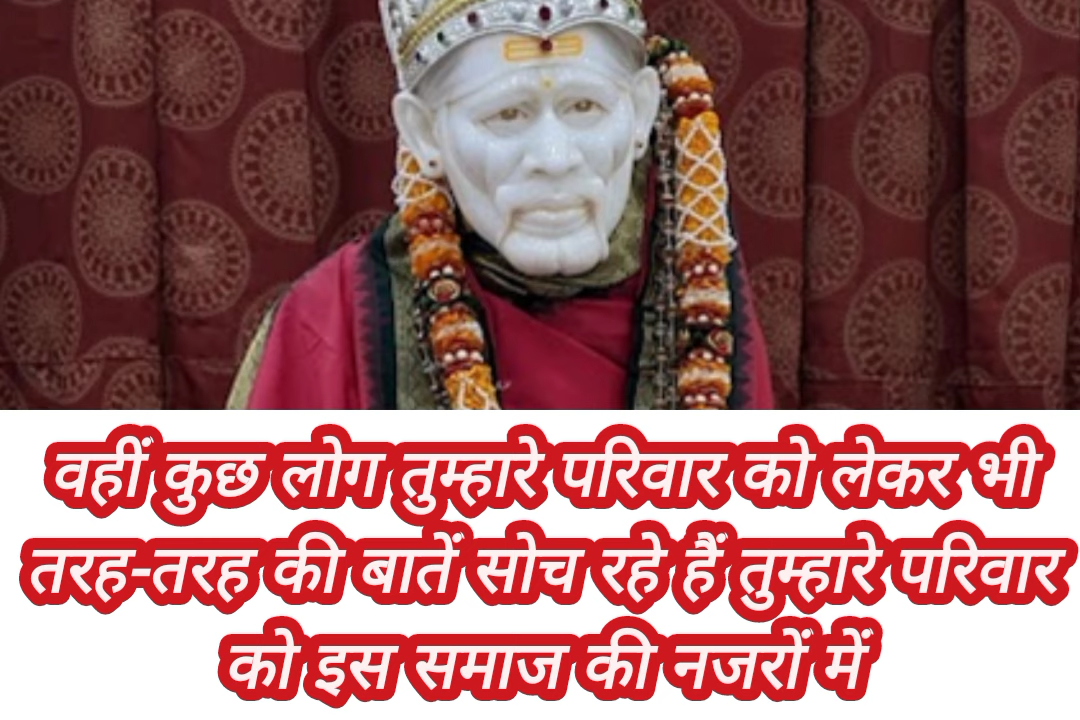 वहीं कुछ लोग तुम्हारे परिवार को लेकर भी
तरह-तरह की बातें सोच रहे हैं तुम्हारे परिवार
को इस समाज की नजरों में